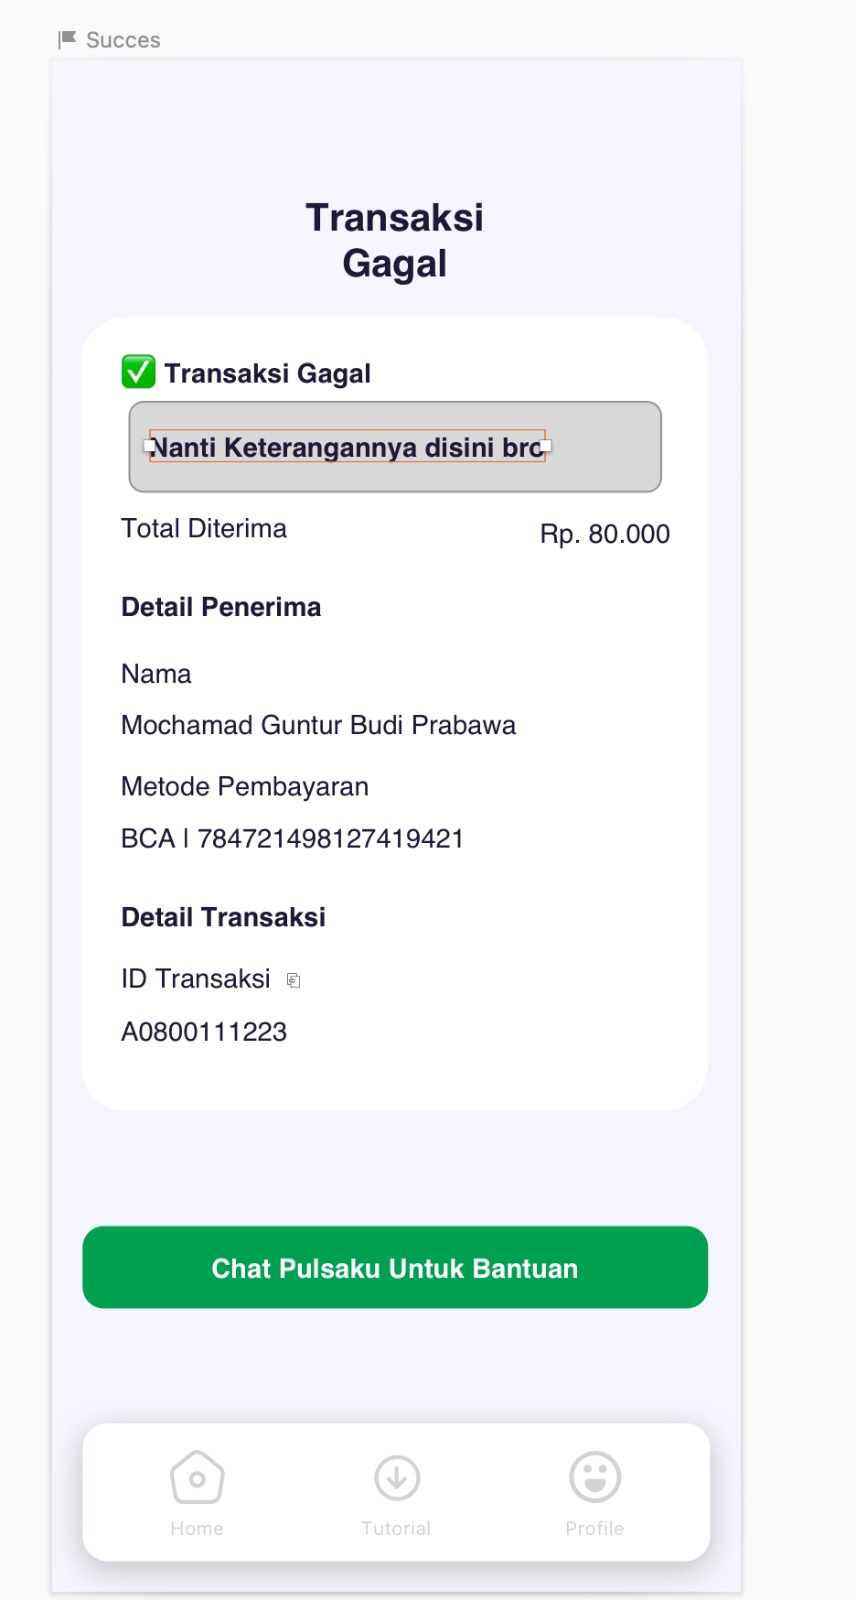 Succes
Transaksi
Gagal
✅ Transaksi Gagal
Nanti Keterangannya disini bro
Total Diterima
Rp. 80.000
Detail Penerima
Nama
Mochamad Guntur Budi Prabawa
Metode Pembayaran
BCA | 784721498127419421
Detail Transaksi
ID Transaksi
A0800111223
Chat Pulsaku Untuk Bantuan
Home
Tutorial
Profile